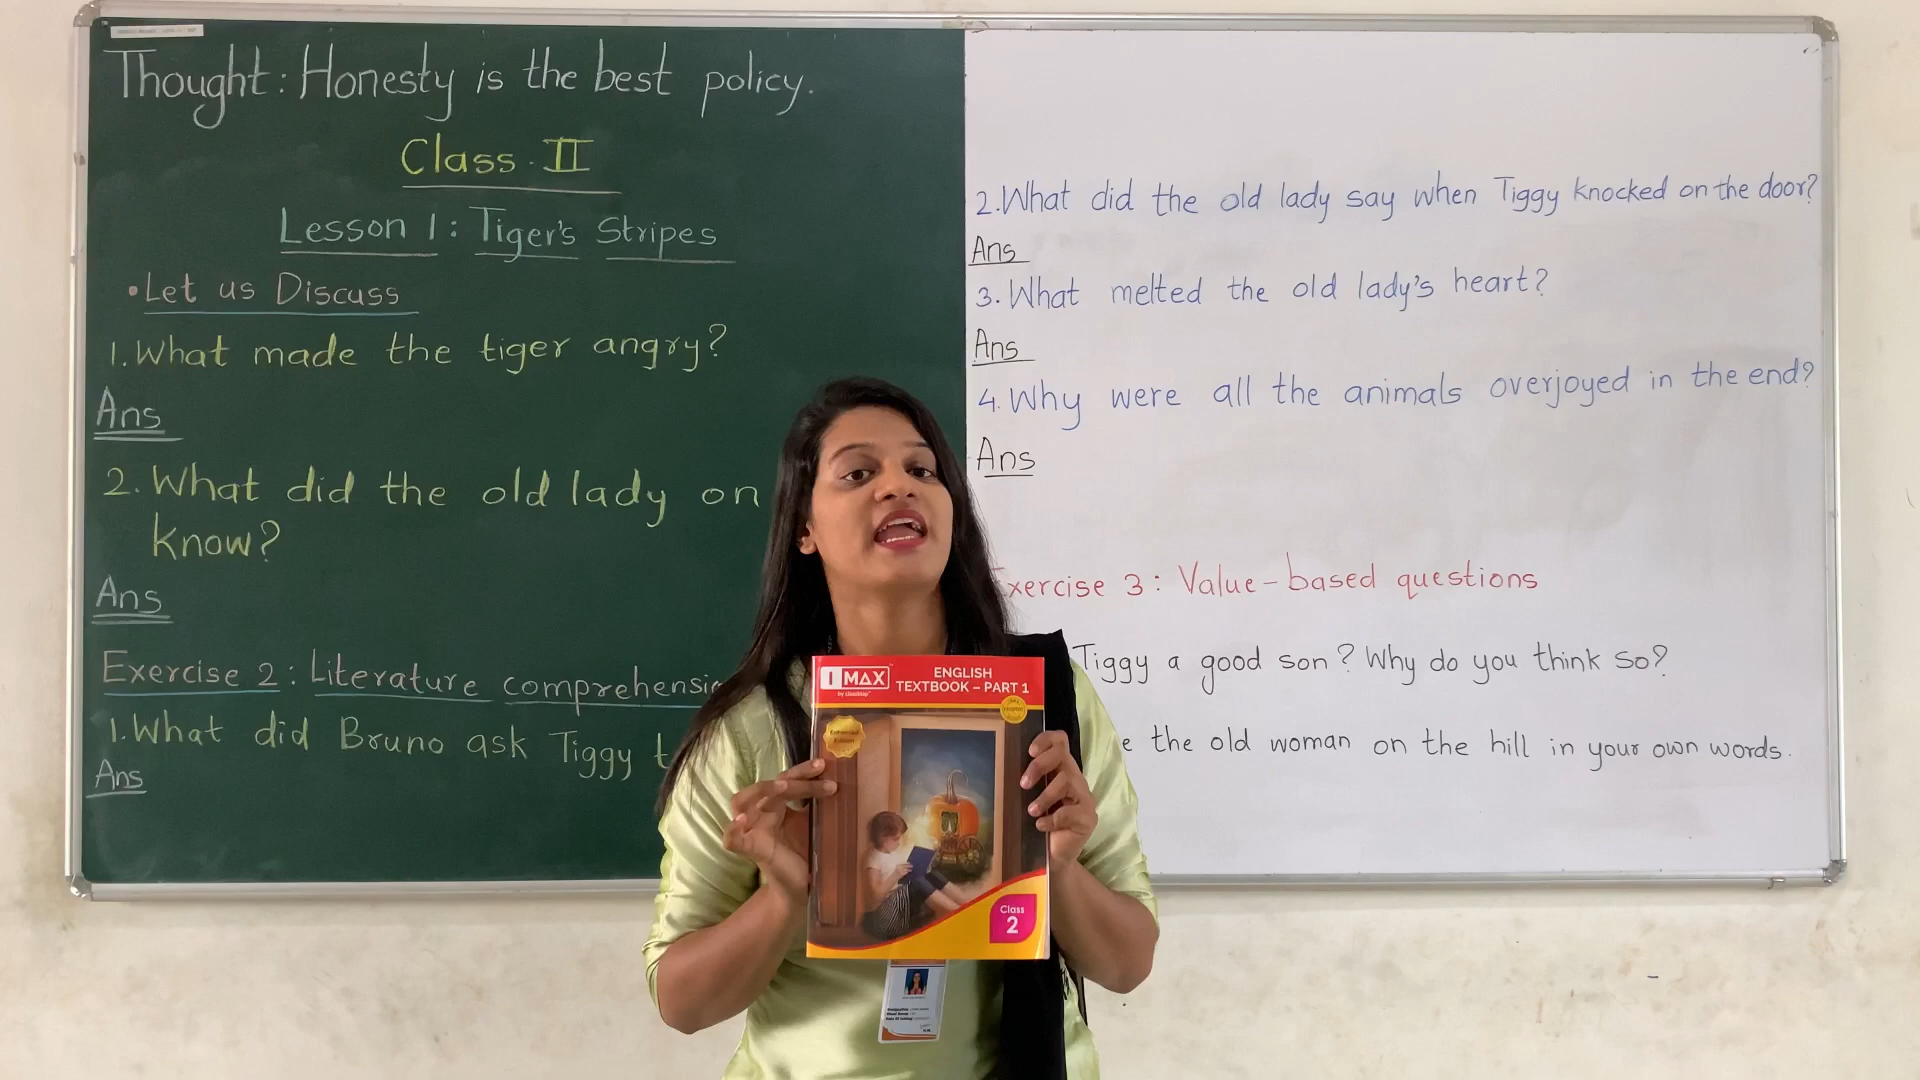 Thought: Honesty is the best policy.
Class II
Lesson 1: Tiger's Stripes
• Let us Discuss
1. What made the tiger angry?
Ans
2. What did the old lady on
know?
Ans
Exercise 2: Literature comprehensi
1. What did Bruno ask Tiggy t
Ans
2. What did the old lady say when Tiggy knocked on the door?
Ans
3. What melted the old lady's heart?
Ans
4. Why were all the animals overjoyed in the end?
Ans
Exercise 3: Value-based questions
Tiggy a good son? Why do you think so?
e the old woman on the hill in your own words.
IMAX
by classklap
ENGLISH
TEXTBOOK – PART 1
Enhanced
Edition
Class
2